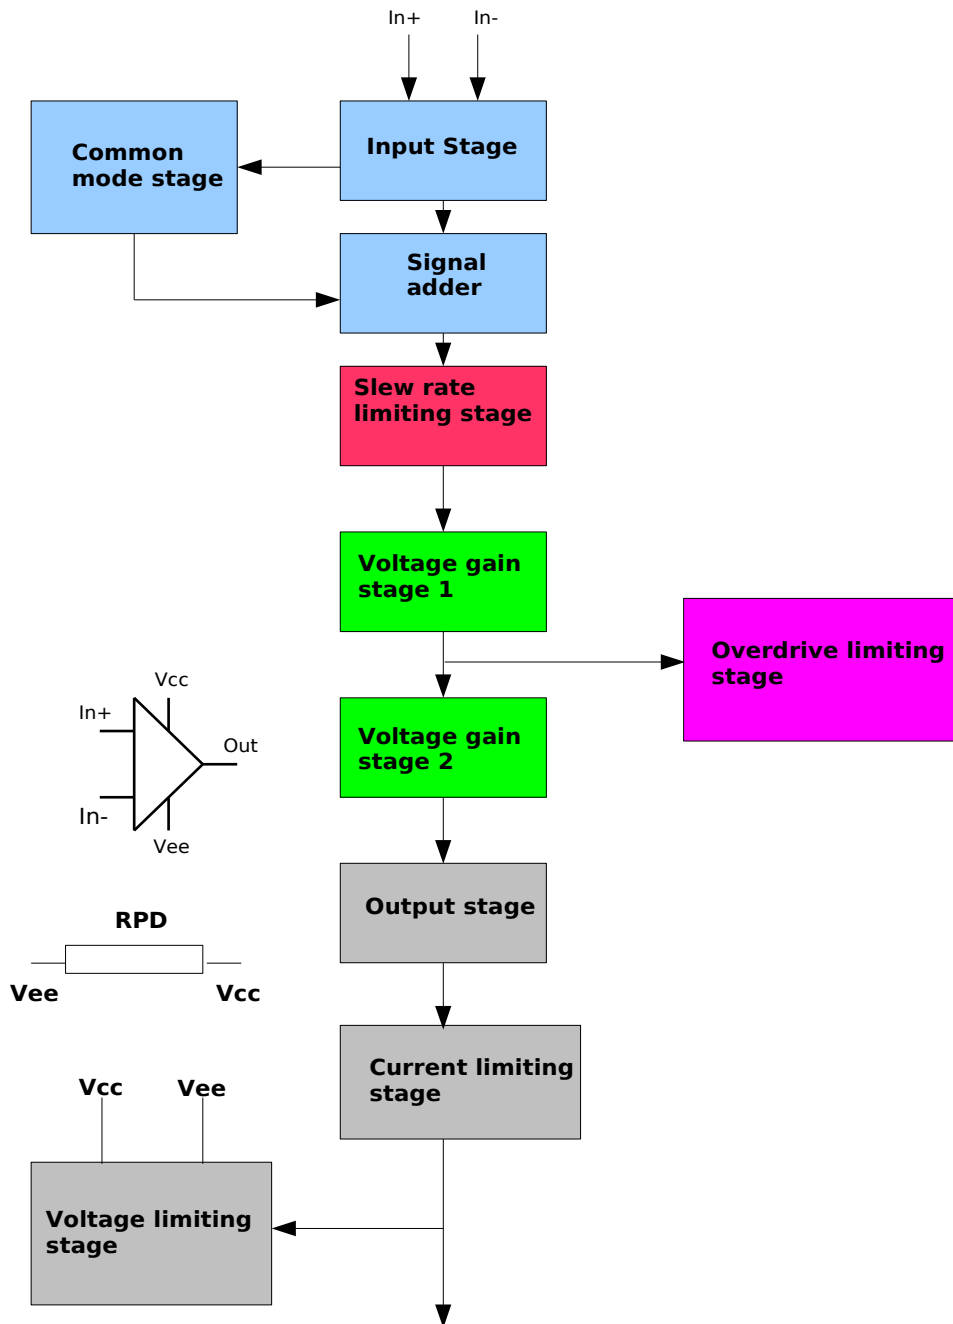 In+
In-
Common
mode stage
Input Stage
Signal
adder
Slew rate
limiting stage
Voltage gain
stage 1
Overdrive limiting
stage
Vcc
In+
Out
In-
Vee
Voltage gain
stage 2
Output stage
RPD
Vee
Vcc
Current limiting
stage
Vcc
Vee
Voltage limiting
stage